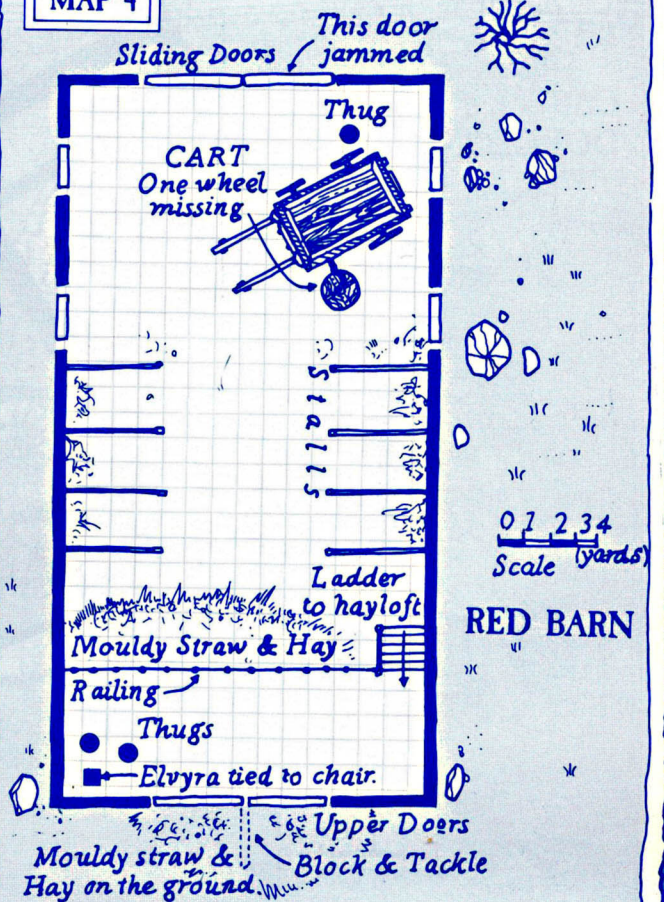 MAP 4
This door
jammed
Sliding Doors
Thug
CART
One wheel
missing
Stalls
0 1 2 3 4
Scale (yards)
Ladder
to hayloft
RED BARN
Mouldy Straw & Hay
Railing
Thugs
Elvyra tied to chair.
Upper Doors
Mouldy straw &
Hay on the ground.
Block & Tackle